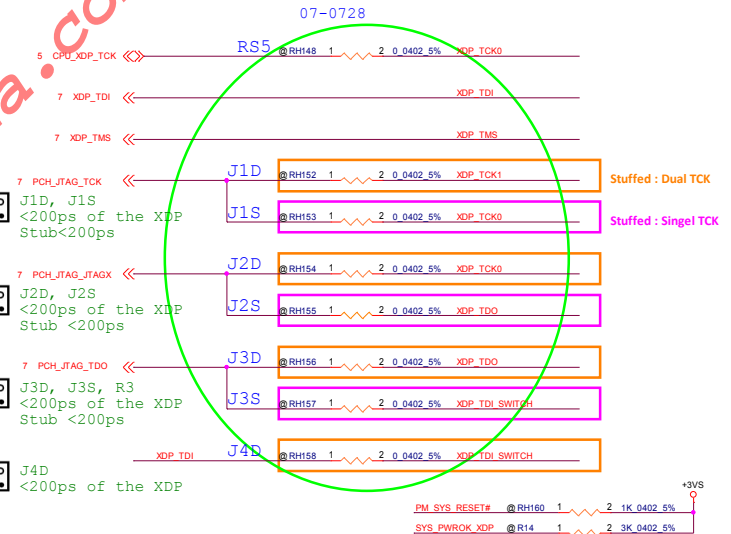 07-0728
RS5 @RH148 1 2 0_0402_5% XDP_TCK0
5 CPU_XDP_TCK
7 XDP_TDI XDP_TDI
7 XDP_TMS XDP_TMS
J1D @RH152 1 2 0_0402_5% XDP_TCK1 Stuffed : Dual TCK
7 PCH_JTAG_TCK
J1D, J1S
<200ps of the XDP
Stub<200ps
J1S @RH153 1 2 0_0402_5% XDP_TCK0 Stuffed : Singel TCK
J2D @RH154 1 2 0_0402_5% XDP_TCK0
7 PCH_JTAG_JTAGX
J2D, J2S
<200ps of the XDP
Stub <200ps
J2S @RH155 1 2 0_0402_5% XDP_TDO
J3D @RH156 1 2 0_0402_5% XDP_TDO
7 PCH_JTAG_TDO
J3D, J3S, R3
<200ps of the XDP
Stub <200ps
J3S @RH157 1 2 0_0402_5% XDP_TDI_SWITCH
XDP_TDI J4D @RH158 1 2 0_0402_5% XDP_TDI_SWITCH
J4D
<200ps of the XDP
+3VS
PM_SYS_RESET# @RH160 1 2 1K_0402_5%
SYS_PWROK_XDP @R14 1 2 3K_0402_5%